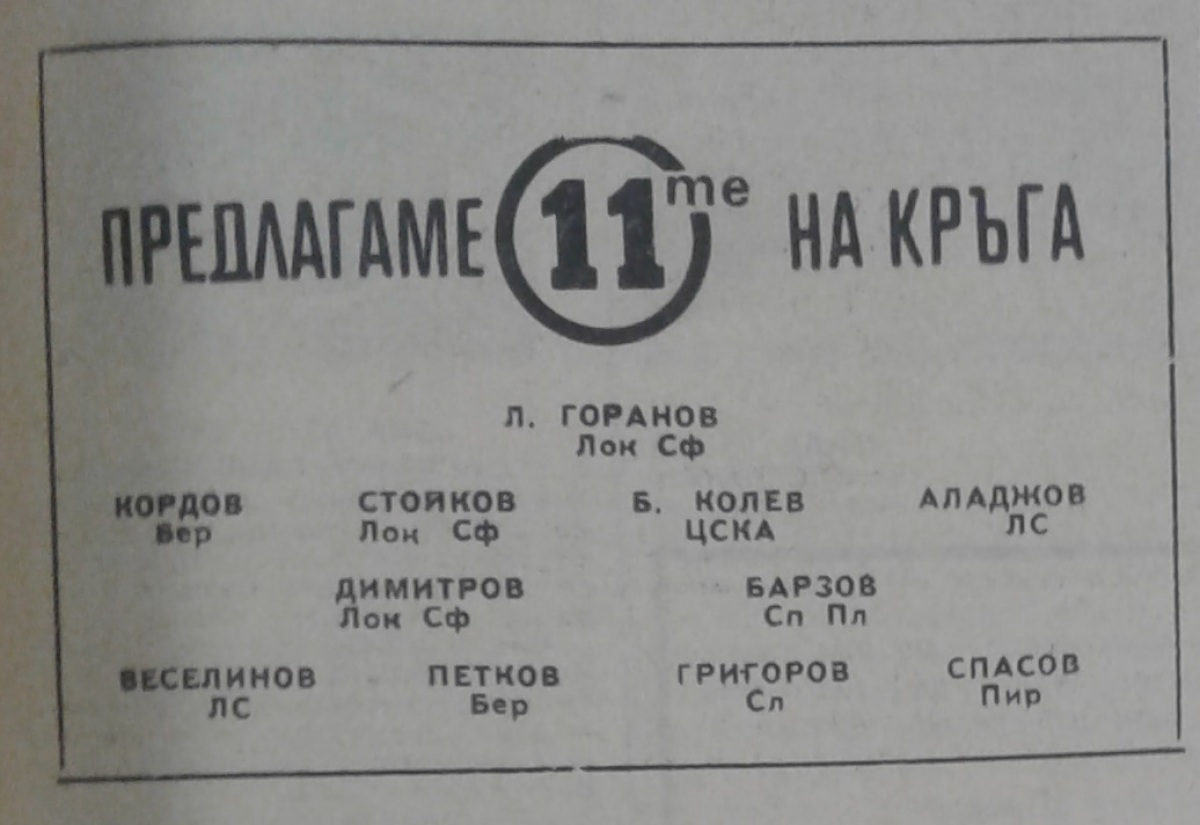 ПРЕДЛАГАМЕ 11те НА КРЪГА
Л. ГОРАНОВ
Лок Сф
КОРДОВ СТОЙКОВ Б. КОЛЕВ АЛАДЖОВ
Бер Лок Сф ЦСКА ЛС
ДИМИТРОВ БАРЗОВ
Лок Сф Сп Пл
ВЕСЕЛИНОВ ПЕТКОВ ГРИГОРОВ СПАСОВ
ЛС Бер Сл Пир